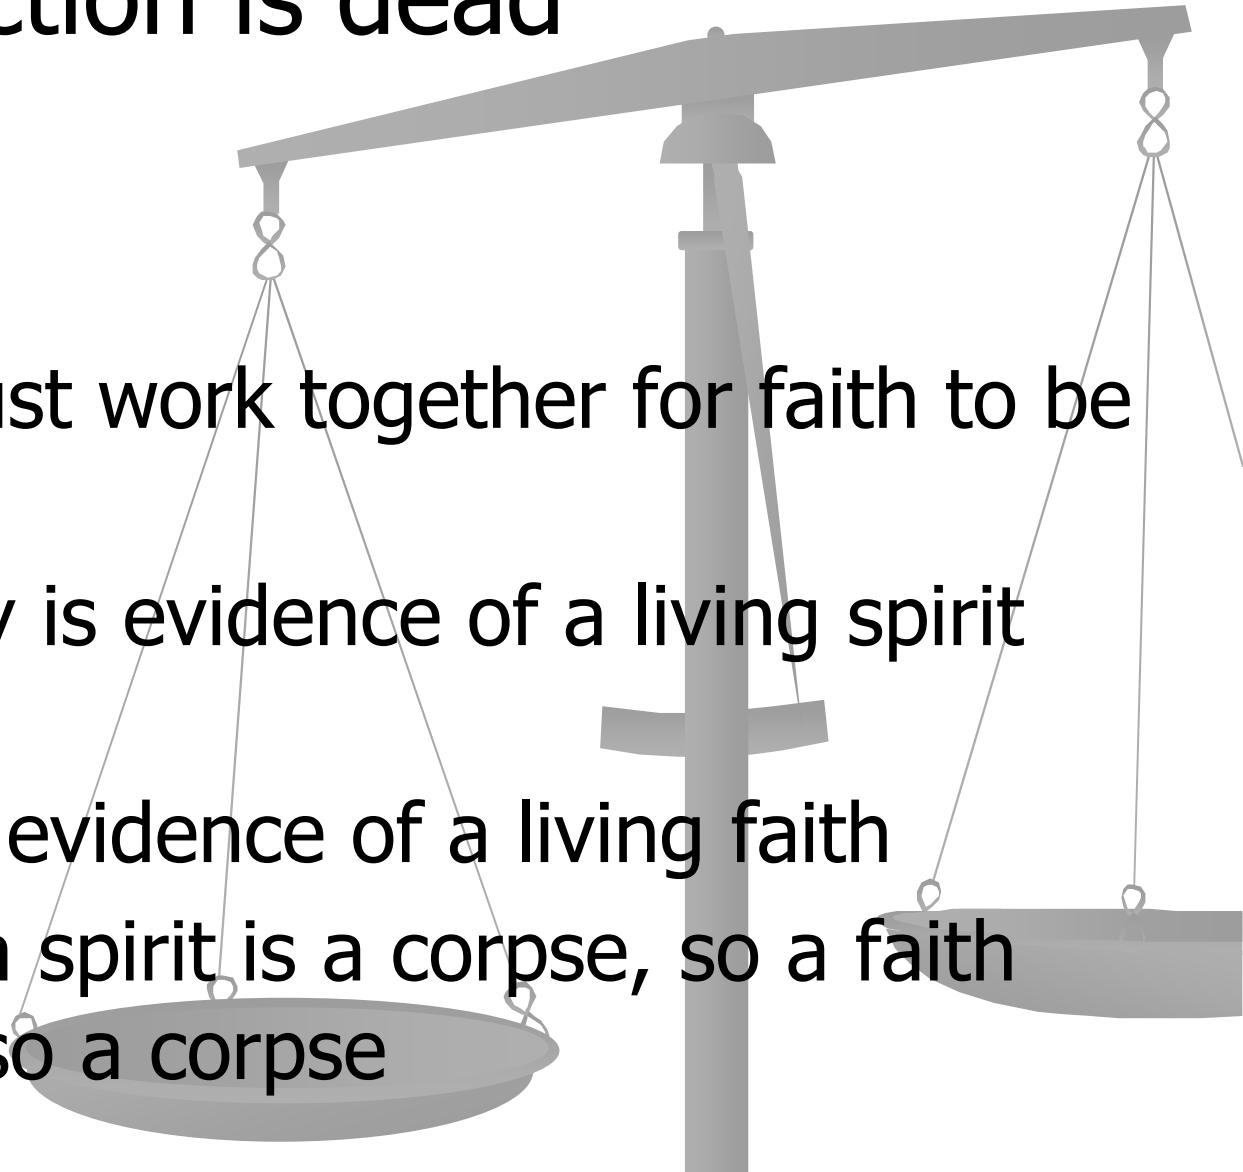 ction is dead
ust work together for faith to be
y is evidence of a living spirit
evidence of a living faith
n spirit is a corpse, so a faith
so a corpse